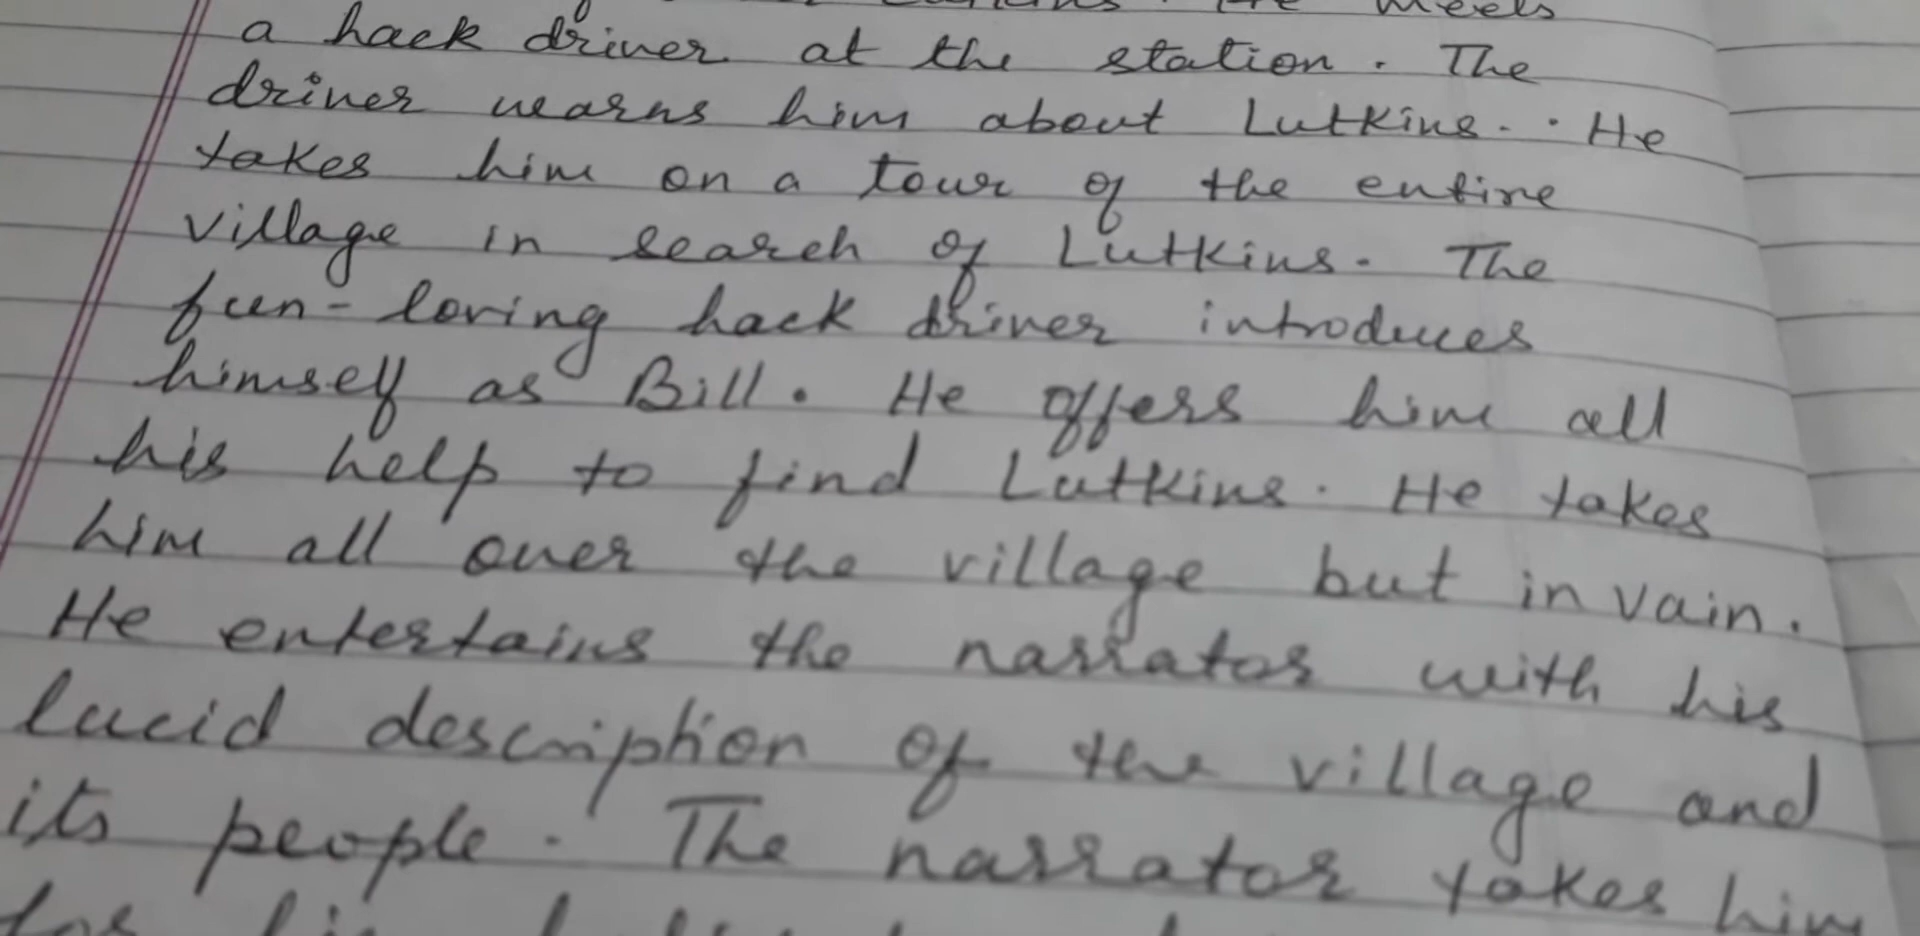 He meets
a hack driver at the station. The
driver warns him about Lutkins. . He
takes him on a tour of the entire
village in search of Lutkins. The
fun-loving hack driver introduces
himself as Bill. He offers him all
his help to find Lutkins. He takes
him all over the village but in vain.
He entertains the narrator with his
lucid description of the village and
its people. The narrator takes him